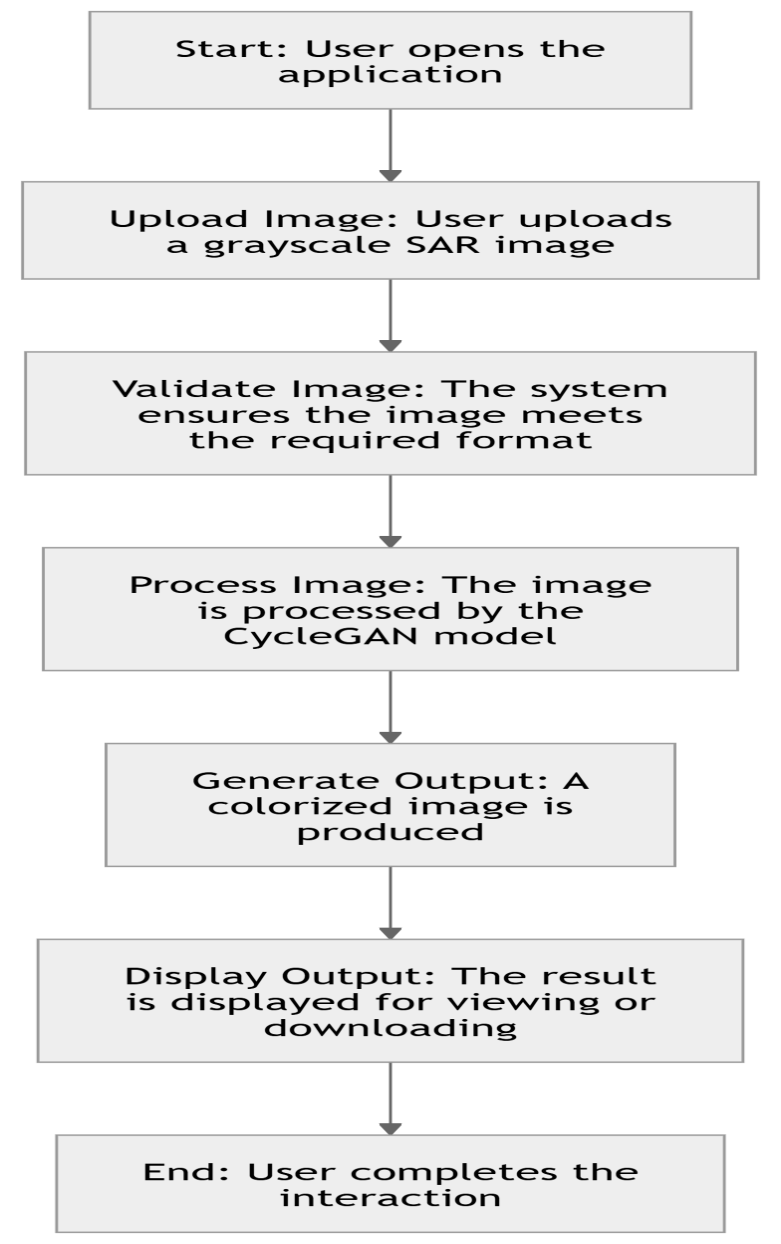 Start: User opens the
application
Upload Image: User uploads
a grayscale SAR image
Validate Image: The system
ensures the image meets
the required format
Process Image: The image
is processed by the
CycleGAN model
Generate Output: A
colorized image is
produced
Display Output: The result
is displayed for viewing or
downloading
End: User completes the
interaction